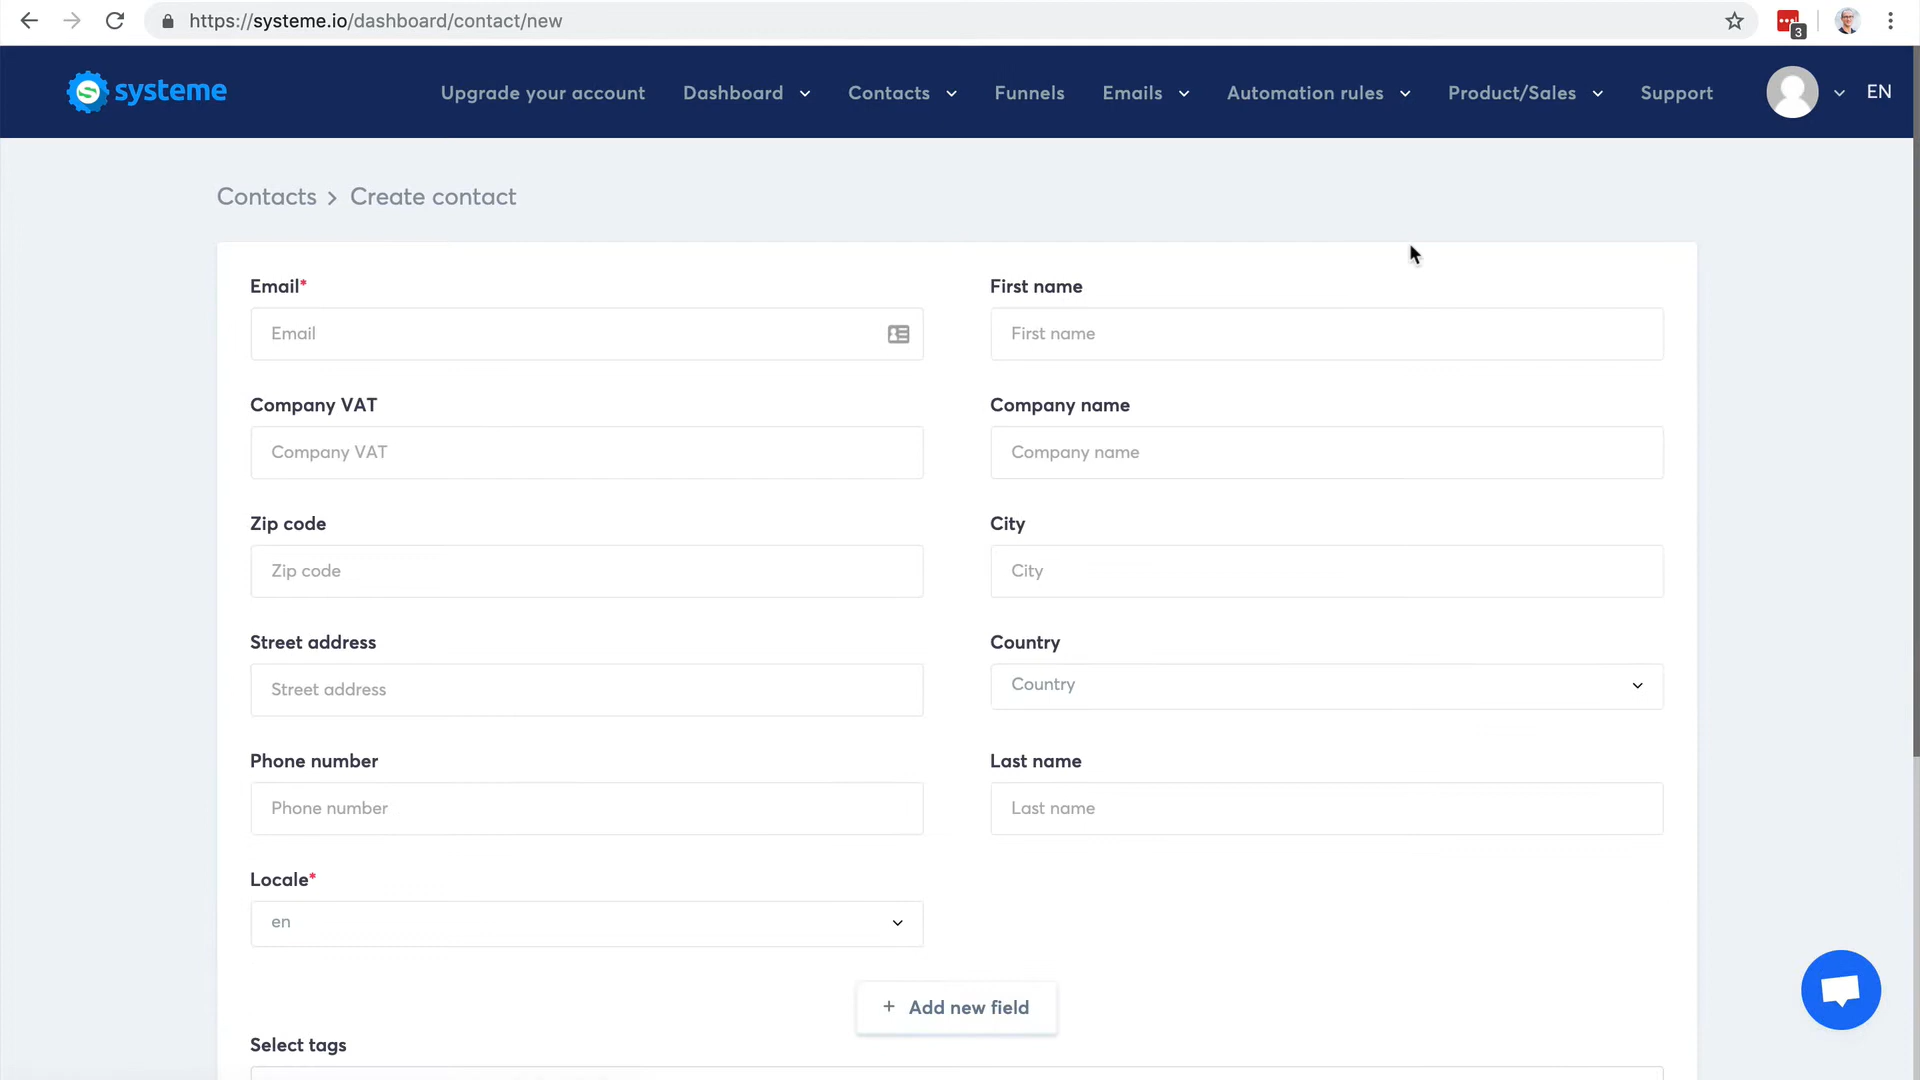 https://systeme.io/dashboard/contact/new
3
systeme
Upgrade your account
Dashboard
Contacts
Funnels
Emails
Automation rules
Product/Sales
Support
EN
Contacts > Create contact
Email*
First name
Email
First name
Company VAT
Company name
Company VAT
Company name
Zip code
City
Zip code
City
Street address
Country
Street address
Country
Phone number
Last name
Phone number
Last name
Locale*
en
+ Add new field
Select tags